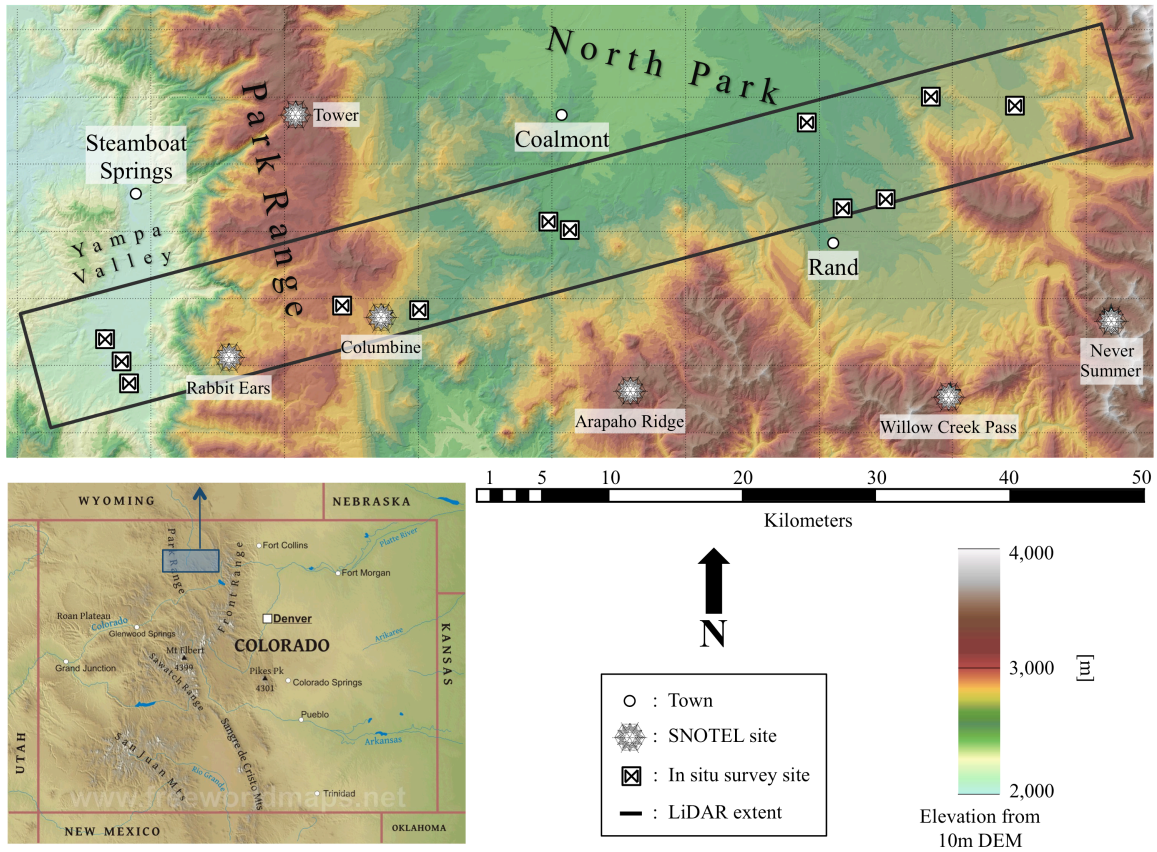 North Park
Park Range
Tower
Coalmont
Steamboat
Springs
Yampa
Valley
Rand
Columbine
Rabbit Ears
Never
Summer
Arapaho Ridge
Willow Creek Pass
1 5 10 20 30 40 50
Kilometers
N
WYOMING
NEBRASKA
Park Range
Front Range
Platte River
Fort Collins
Fort Morgan
Roan Plateau
Colorado
Glenwood Springs
Denver
Arikaree
COLORADO
KANSAS
Mt Elbert
4399
Grand Junction
Sawatch Range
Pikes Pk
4301
Colorado Springs
Pueblo
Arkansas
UTAH
San Juan Mts
Sangre de Cristo Mts
Rio Grande
Trinidad
www.freeworldmaps.net
NEW MEXICO
OKLAHOMA
: Town
: SNOTEL site
: In situ survey site
: LiDAR extent
4,000
3,000
[m]
2,000
Elevation from
10m DEM